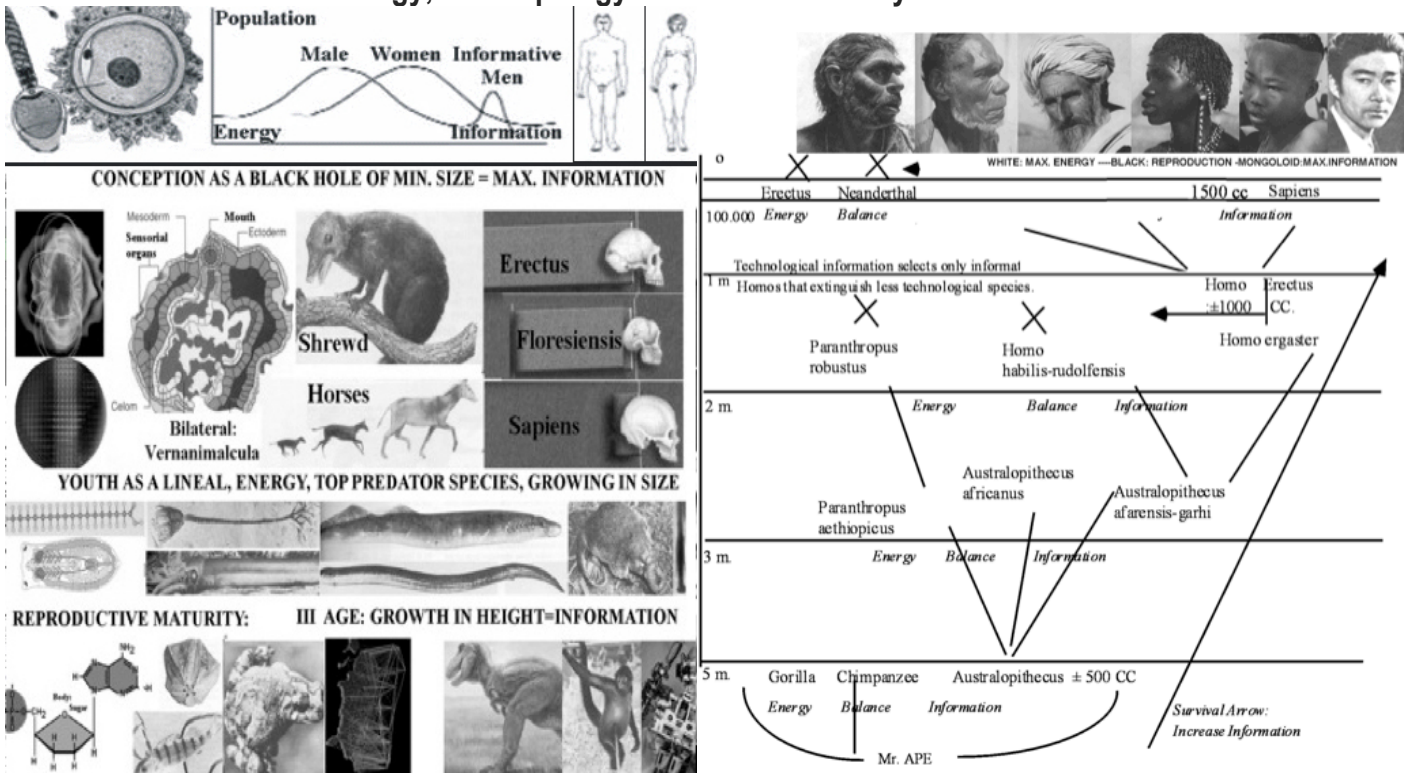 Population
Male Women Informative
Men
Energy
Information
CONCEPTION AS A BLACK HOLE OF MIN. SIZE = MAX. INFORMATION
Mesoderm
Mouth
Ectoderm
Sensorial
organs
Celom
Bilateral:
Vernanimalcula
Shrewd
Horses
Erectus
Floresiensis
Sapiens
YOUTH AS A LINEAL, ENERGY, TOP PREDATOR SPECIES, GROWING IN SIZE
REPRODUCTIVE MATURITY:
III AGE: GROWTH IN HEIGHT=INFORMATION
NH2
N
N
N
N
H
CH2
Body:
Sugar
O
H
H
H
H
H
H
WHITE: MAX. ENERGY ----BLACK: REPRODUCTION -MONGOLOID:MAX.INFORMATION
o
Erectus Neanderthal 1500 cc Sapiens
100.000 Energy Balance Information
Technological information selects only informat
1 m
Homos that extinguish less technological species.
Homo Erectus
±1000 CC.
Homo ergaster
Paranthropus
robustus
Homo
habilis-rudolfensis
2 m.
Energy Balance Information
Australopithecus
africanus
Australopithecus
afarensis-garhi
Paranthropus
aethiopicus
3 m.
Energy Balance Information
5 m.
Gorilla Chimpanzee Australopithecus ± 500 CC
Energy Balance Information
Survival Arrow:
Increase Information
Mr. APE